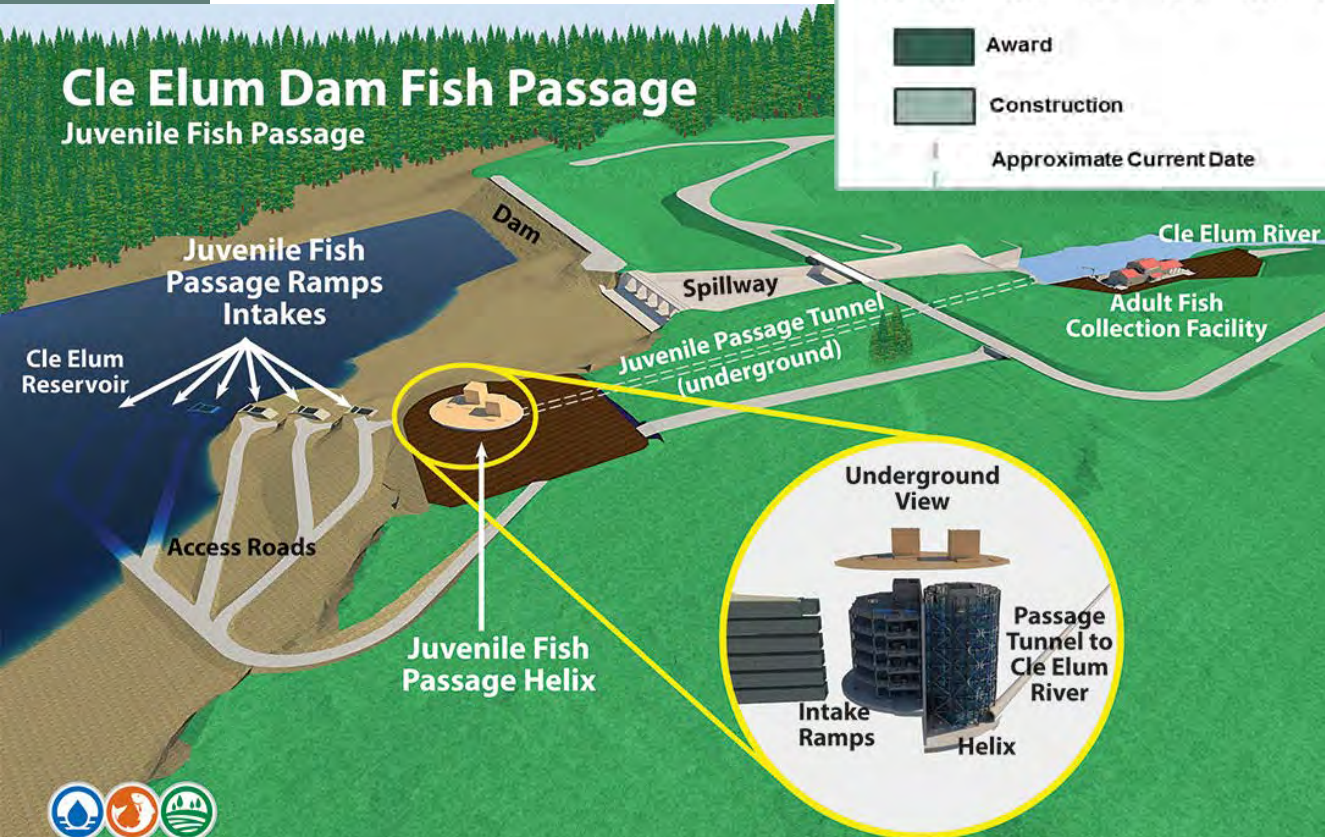 Cle Elum Dam Fish Passage
Juvenile Fish Passage
Award
Construction
Approximate Current Date
Dam
Juvenile Fish
Passage Ramps
Intakes
Cle Elum
Reservoir
Spillway
Cle Elum River
Adult Fish
Collection Facility
Juvenile Passage Tunnel
(underground)
Access Roads
Juvenile Fish
Passage Helix
Underground
View
Passage
Tunnel to
Cle Elum
River
Intake
Ramps
Helix